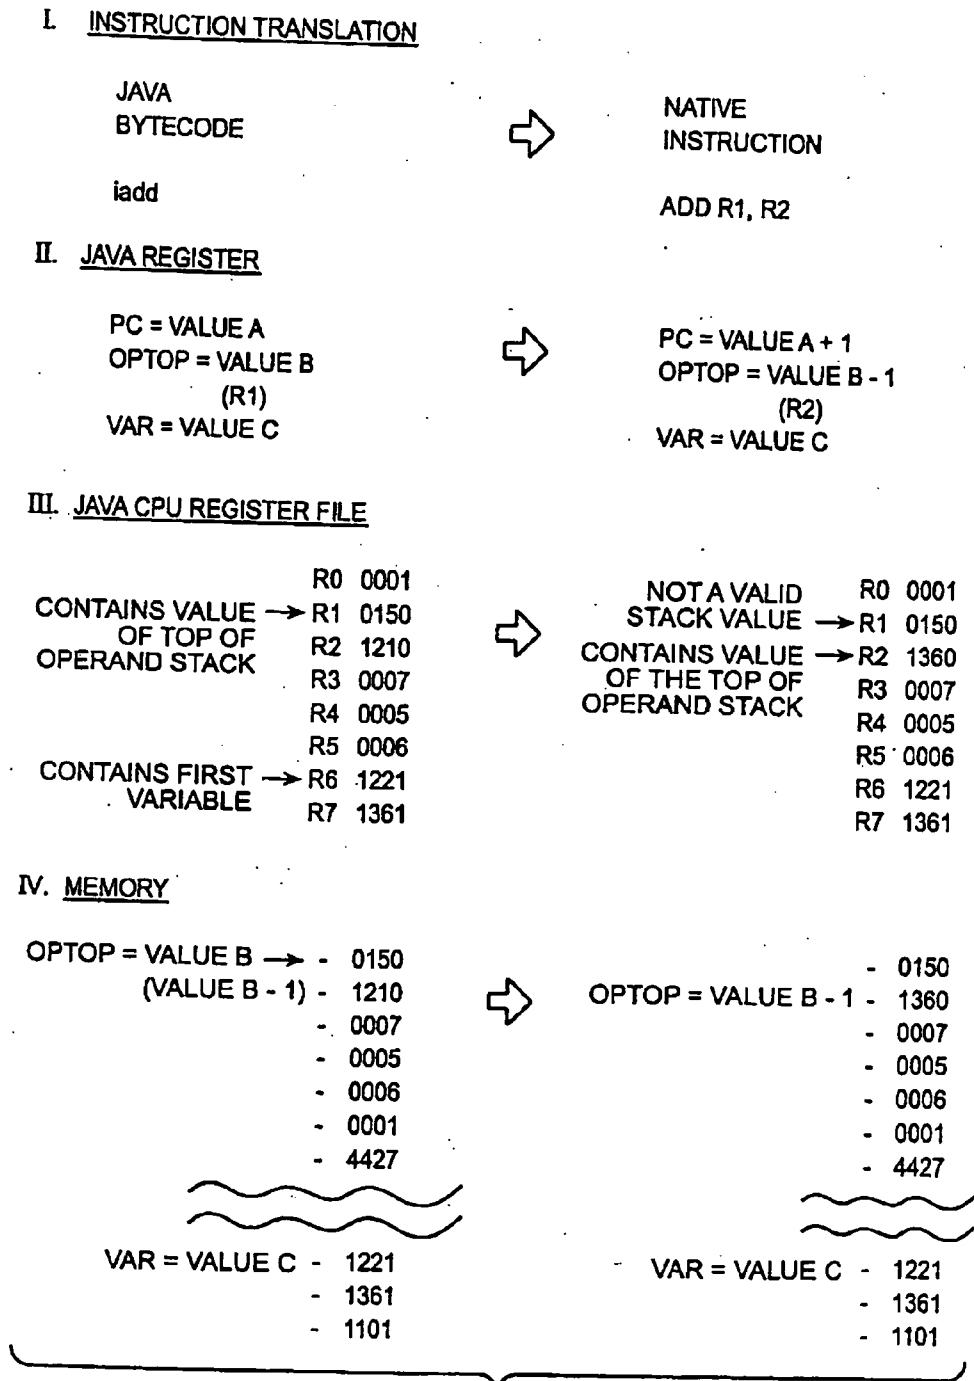 I. INSTRUCTION TRANSLATION
JAVA
BYTECODE
NATIVE
INSTRUCTION
iadd
ADD R1, R2
II. JAVA REGISTER
PC = VALUE A
OPTOP = VALUE B
(R1)
VAR = VALUE C
PC = VALUE A + 1
OPTOP = VALUE B - 1
(R2)
VAR = VALUE C
III. JAVA CPU REGISTER FILE
CONTAINS VALUE
OF TOP OF
OPERAND STACK
CONTAINS FIRST
VARIABLE
R0 0001
R1 0150
R2 1210
R3 0007
R4 0005
R5 0006
R6 1221
R7 1361
NOT A VALID
STACK VALUE
CONTAINS VALUE
OF THE TOP OF
OPERAND STACK
R0 0001
R1 0150
R2 1360
R3 0007
R4 0005
R5 0006
R6 1221
R7 1361
IV. MEMORY
OPTOP = VALUE B → - 0150
(VALUE B - 1) - 1210
- 0007
- 0005
- 0006
- 0001
- 4427
VAR = VALUE C - 1221
- 1361
- 1101
- 0150
OPTOP = VALUE B - 1 - 1360
- 0007
- 0005
- 0006
- 0001
- 4427
VAR = VALUE C - 1221
- 1361
- 1101